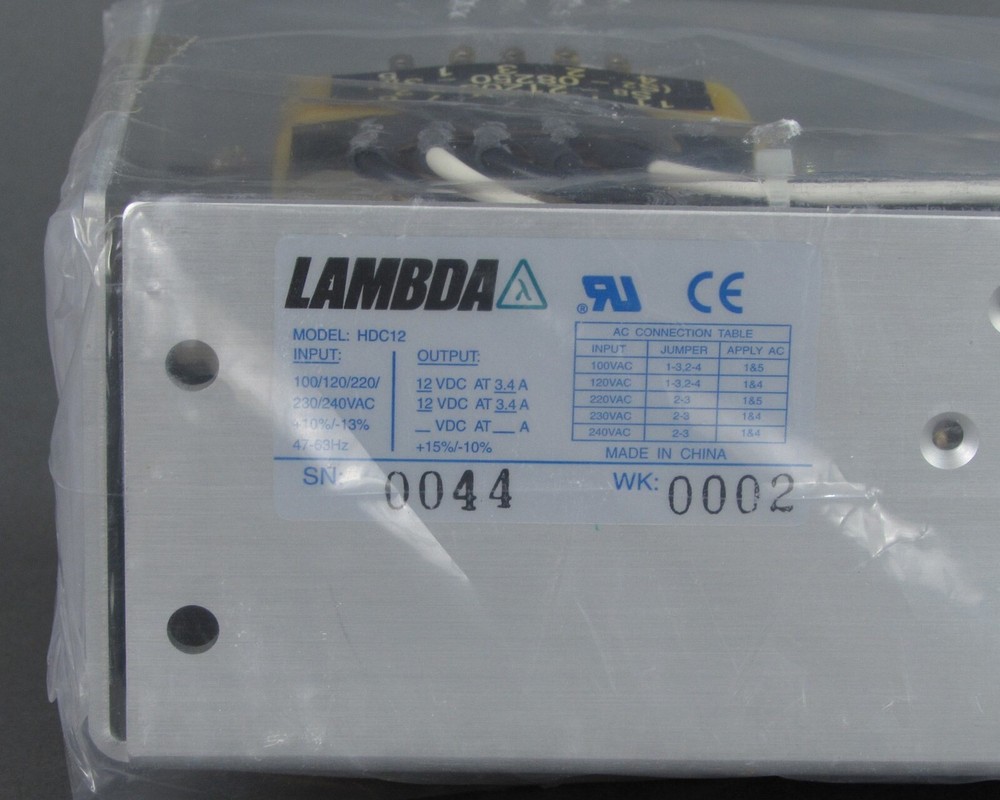 LAMBDA λ
® RU CE
MODEL: HDC12
INPUT:
100/120/220/
230/240VAC
+10%/-13%
47-63Hz
OUTPUT:
12 VDC AT 3.4 A
12 VDC AT 3.4 A
_ VDC AT __ A
+15%/-10%
AC CONNECTION TABLE
INPUT JUMPER APPLY AC
100VAC 1-3,2-4 1&5
120VAC 1-3,2-4 1&4
220VAC 2-3 1&5
230VAC 2-3 1&4
240VAC 2-3 1&4
MADE IN CHINA
SN: 0044
WK: 0002